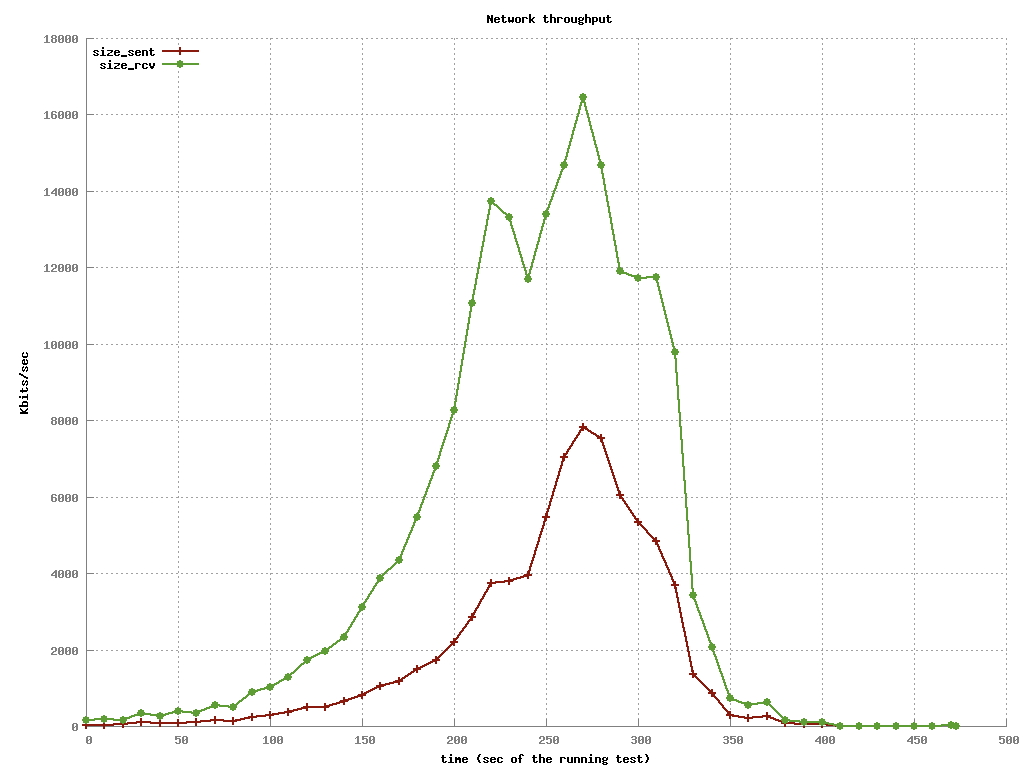 Network throughput
18000
size_sent
size_rcv
16000
14000
12000
10000
Kbits/sec
8000
6000
4000
2000
0
0 50 100 150 200 250 300 350 400 450 500
time (sec of the running test)